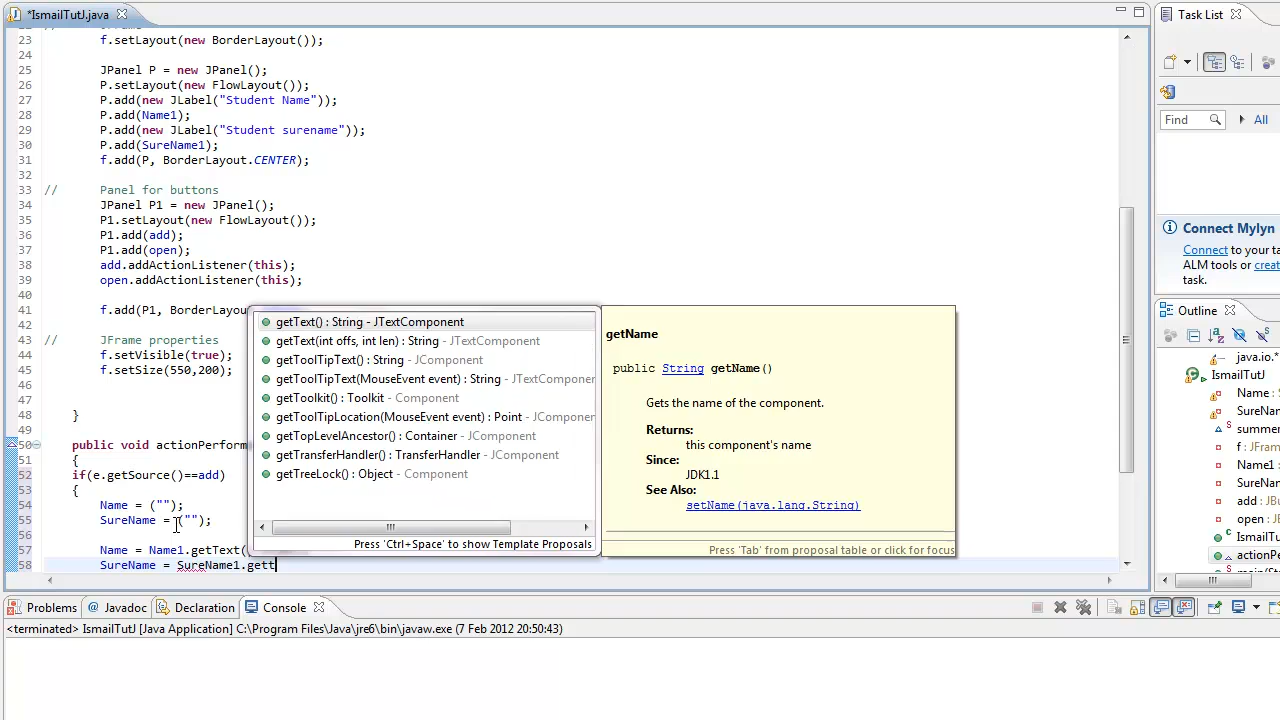 *IsmailTutJ.java
Task List
23 f.setLayout(new BorderLayout());
24
25 JPanel P = new JPanel();
26 P.setLayout(new FlowLayout());
27 P.add(new JLabel("Student Name"));
28 P.add(Name1);
29 P.add(new JLabel("Student surename"));
30 P.add(SureName1);
31 f.add(P, BorderLayout.CENTER);
32
33 // Panel for buttons
34 JPanel P1 = new JPanel();
35 P1.setLayout(new FlowLayout());
36 P1.add(add);
37 P1.add(open);
38 add.addActionListener(this);
39 open.addActionListener(this);
40
41 f.add(P1, BorderLayou
42
43 // JFrame properties
44 f.setVisible(true);
45 f.setSize(550,200);
46
47
48 }
49
50 public void actionPerform
51 {
52 if(e.getSource()==add)
53 {
54 Name = ("");
55 SureName = ("");
56
57 Name = Name1.getText(
58 SureName = SureName1.gett
getText() : String - JTextComponent
getText(int offs, int len) : String - JTextComponent
getToolTipText() : String - JComponent
getToolTipText(MouseEvent event) : String - JTextComponer
getToolkit() : Toolkit - Component
getToolTipLocation(MouseEvent event) : Point - JCompone
getTopLevelAncestor() : Container - JComponent
getTransferHandler() : TransferHandler - JComponent
getTreeLock() : Object - Component
Press 'Ctrl+Space' to show Template Proposals
getName
public String getName()
Gets the name of the component.
Returns:
this component's name
Since:
JDK1.1
See Also:
setName(java.lang.String)
Press 'Tab' from proposal table or click for focus
Find
All
Connect Mylyn
Connect to your ta
ALM tools or create
task.
Outline
java.io.*
IsmailTutJ
Name : S
SureNam
summer
f : JFram
Name1 :
SureNam
add : JBu
open : JB
IsmailTut
actionPe
Problems
Javadoc
Declaration
Console
<terminated> IsmailTutJ [Java Application] C:\Program Files\Java\jre6\bin\javaw.exe (7 Feb 2012 20:50:43)